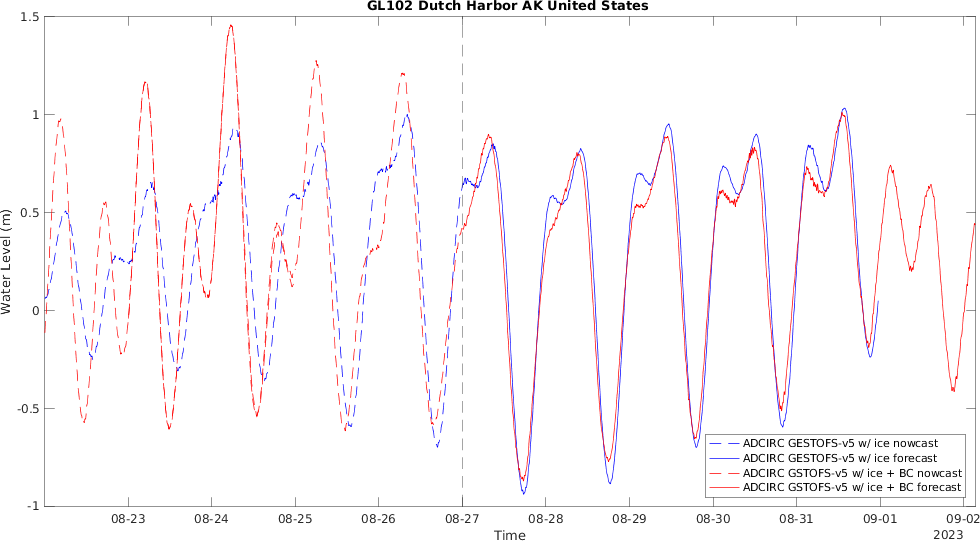 GL102 Dutch Harbor AK United States
1.5
1
0.5
0
-0.5
-1
Water Level (m)
ADCIRC GESTOFS-v5 w/ ice nowcast
ADCIRC GESTOFS-v5 w/ ice forecast
ADCIRC GSTOFS-v5 w/ ice + BC nowcast
ADCIRC GSTOFS-v5 w/ ice + BC forecast
08-23 08-24 08-25 08-26 08-27 08-28 08-29 08-30 08-31 09-01 09-02
Time 2023